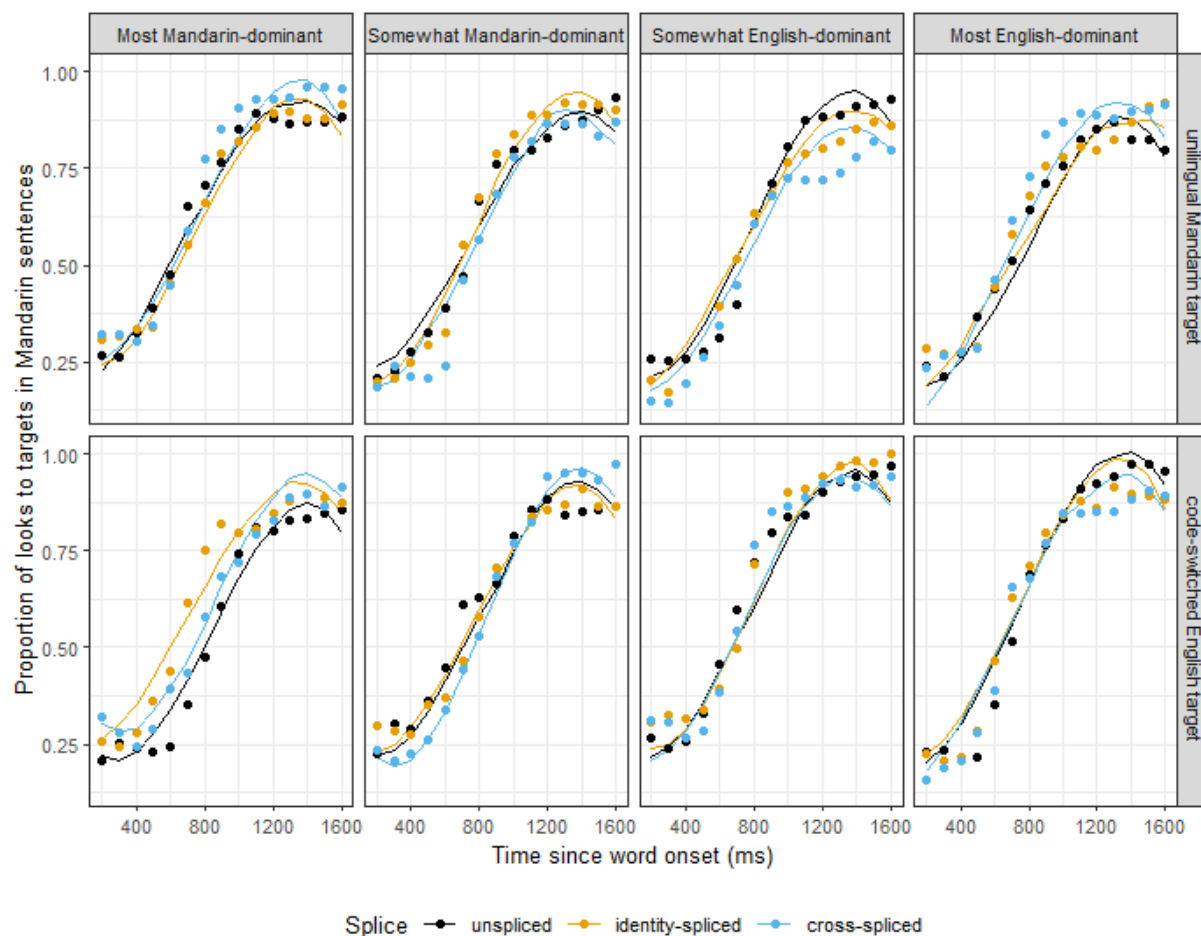 Most Mandarin-dominant
Somewhat Mandarin-dominant
Somewhat English-dominant
Most English-dominant
Proportion of looks to targets in Mandarin sentences
1.00
0.75
0.50
0.25
unilingual Mandarin target
1.00
0.75
0.50
0.25
code-switched English target
400 800 1200 1600
400 800 1200 1600
400 800 1200 1600
400 800 1200 1600
Time since word onset (ms)
Splice unspliced identity-spliced cross-spliced